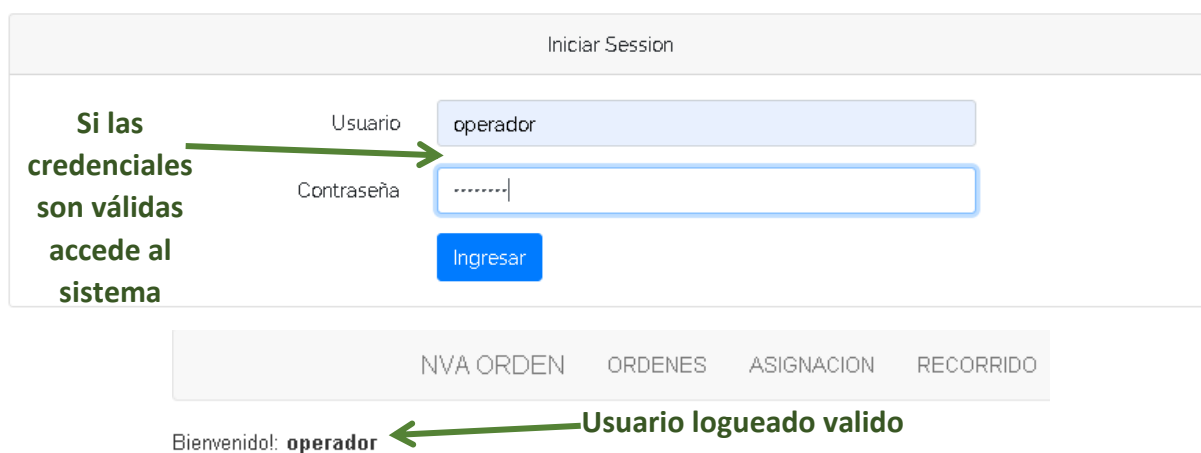 Iniciar Session
Si las
credenciales
son válidas
accede al
sistema
Usuario
operador
Contraseña
--------
Ingresar
NVA ORDEN ORDENES ASIGNACION RECORRIDO
Usuario logueado valido
Bienvenido!: operador